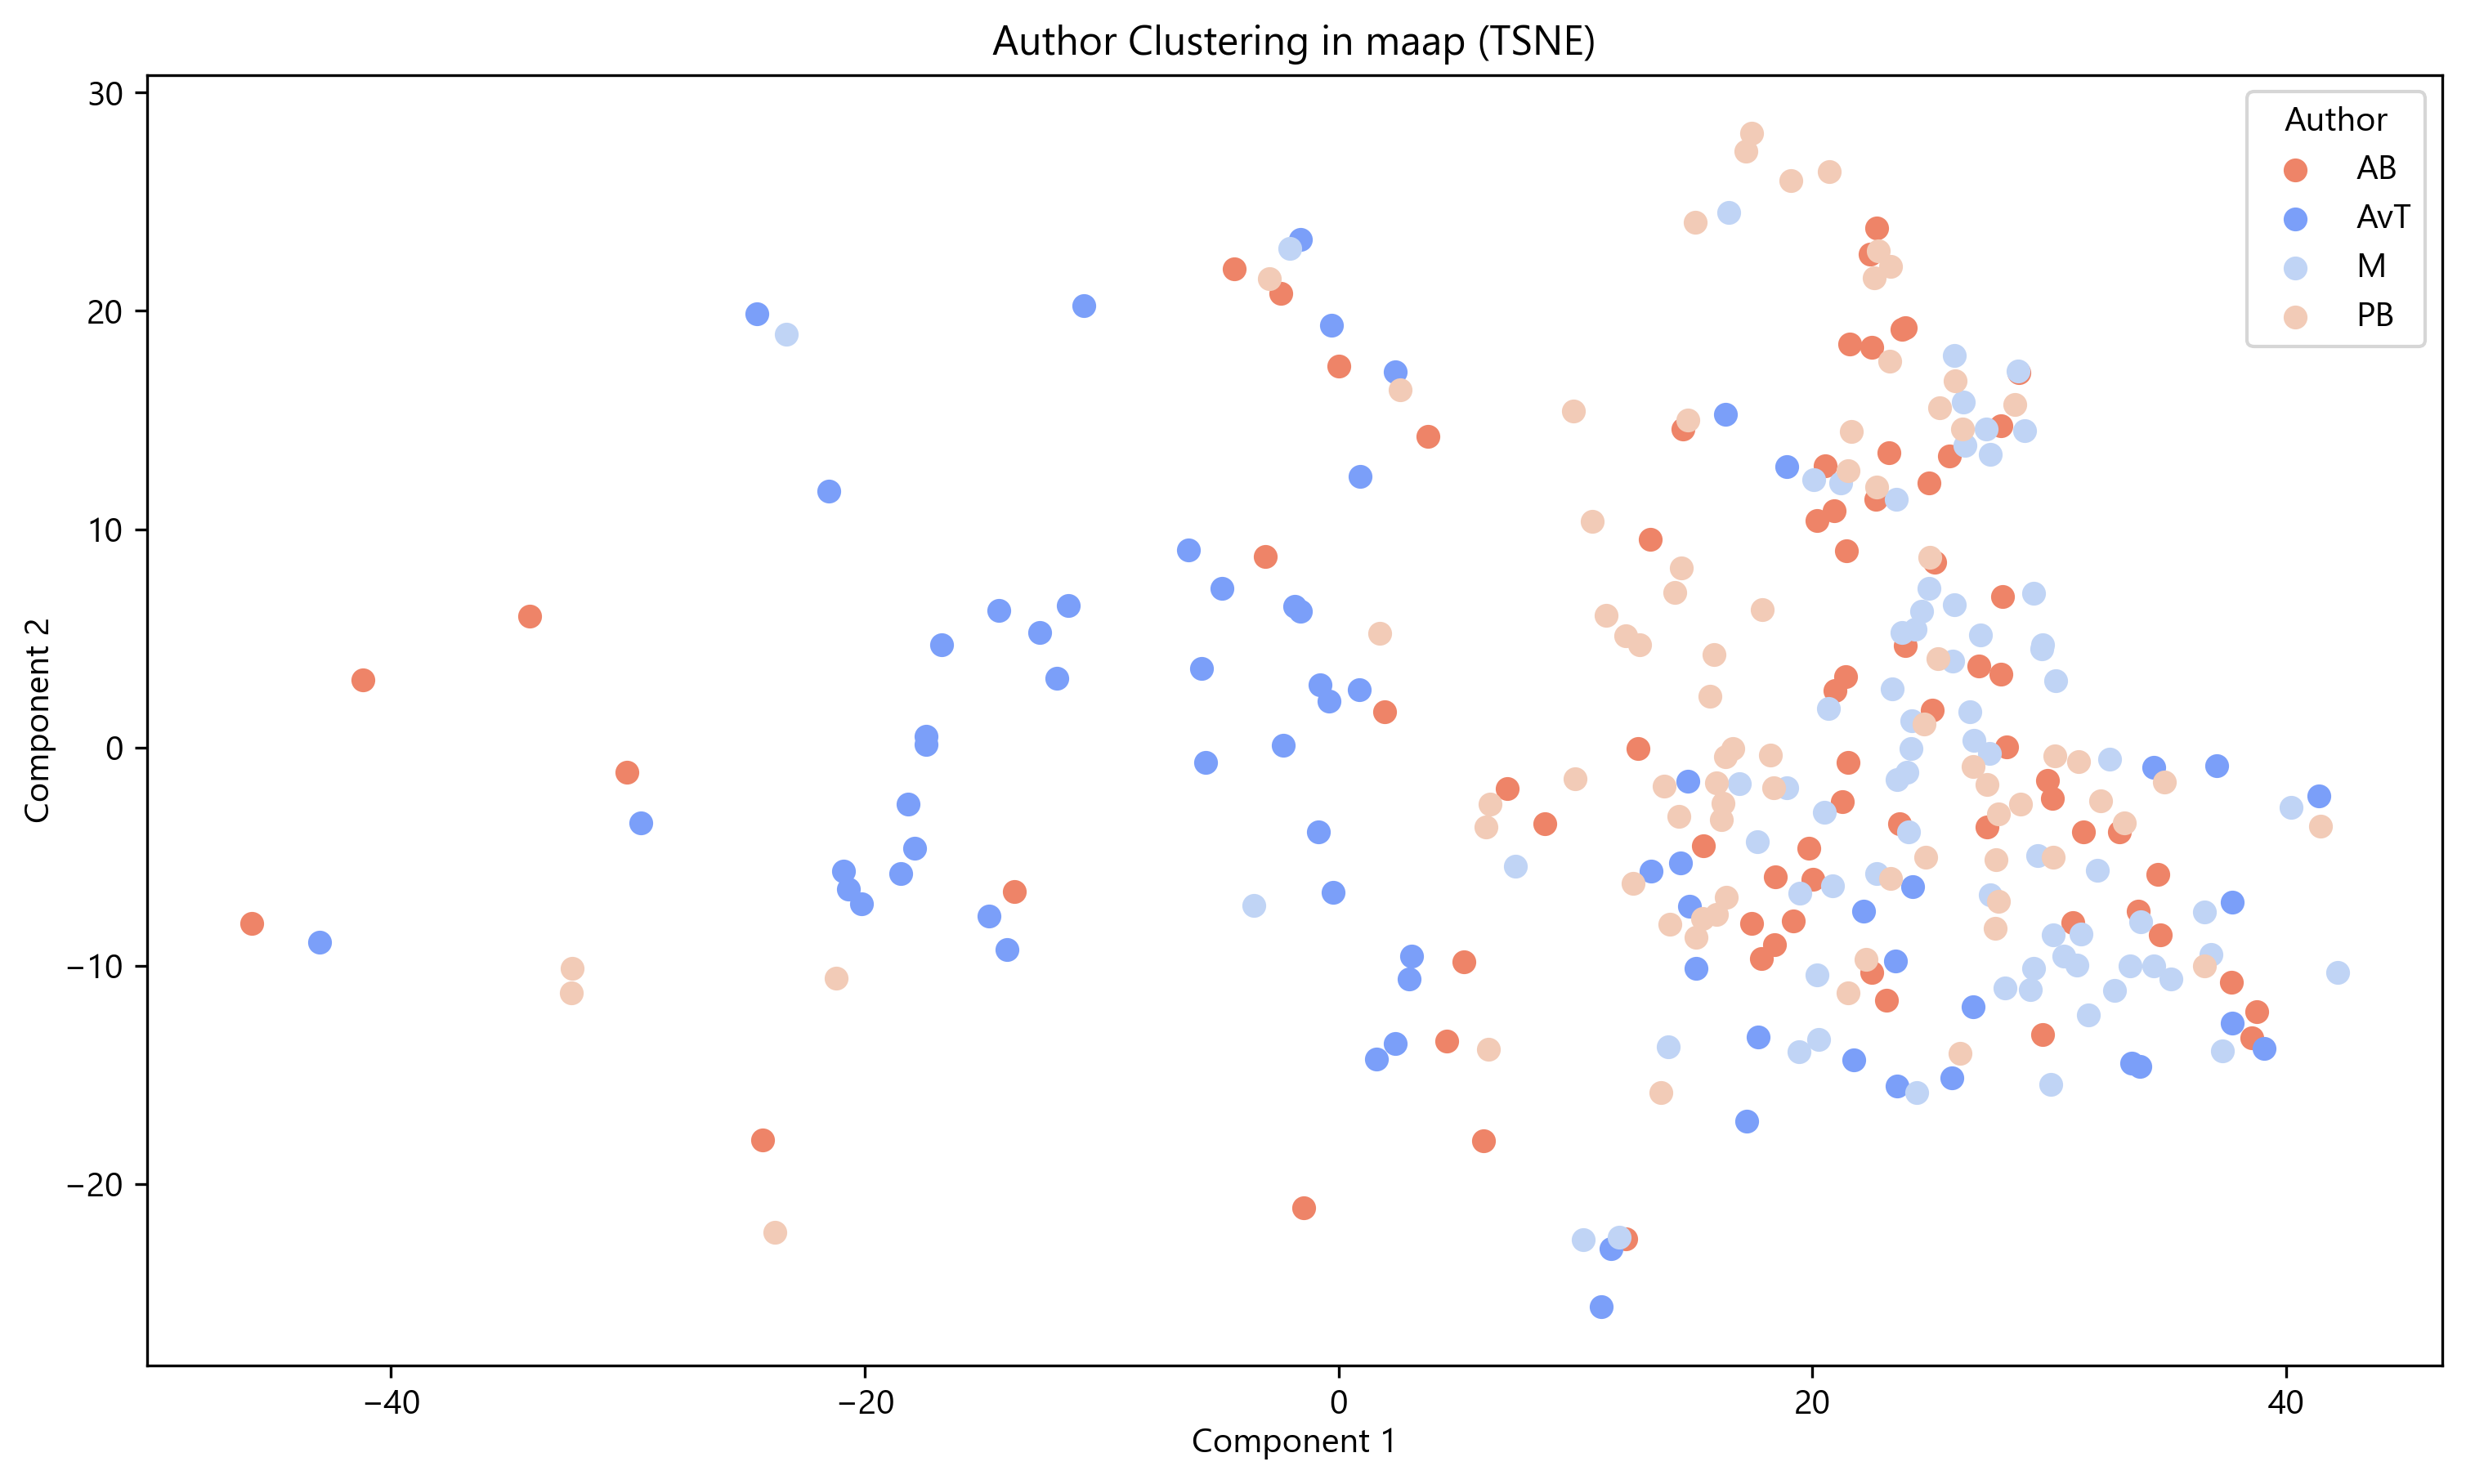 Author Clustering in maap (TSNE)
30
20
10
0
−10
−20
Component 2
−40
−20
0
20
40
Component 1
Author
AB
AvT
M
PB